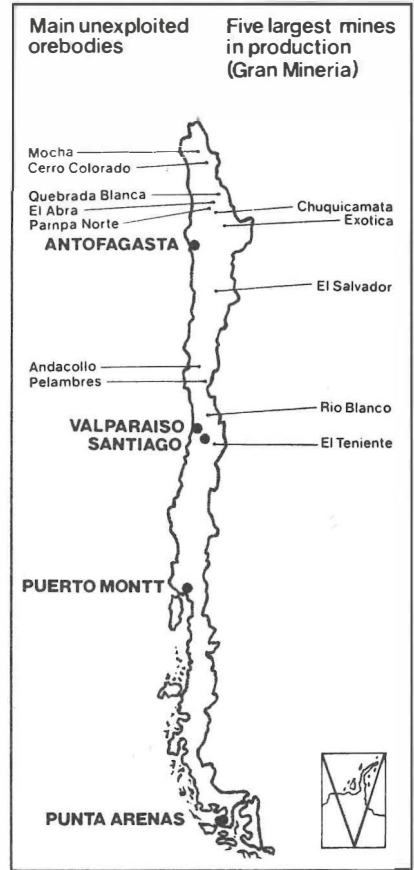 Main unexploited
orebodies
Five largest mines
in production
(Gran Mineria)
Mocha
Cerro Colorado
Quebrada Blanca
El Abra
Parnpa Norte
ANTOFAGASTA
Chuquicamata
Exotica
El Salvador
Andacollo
Pelambres
Rio Blanco
VALPARAISO
SANTIAGO
El Teniente
PUERTO MONTT
PUNTA ARENAS